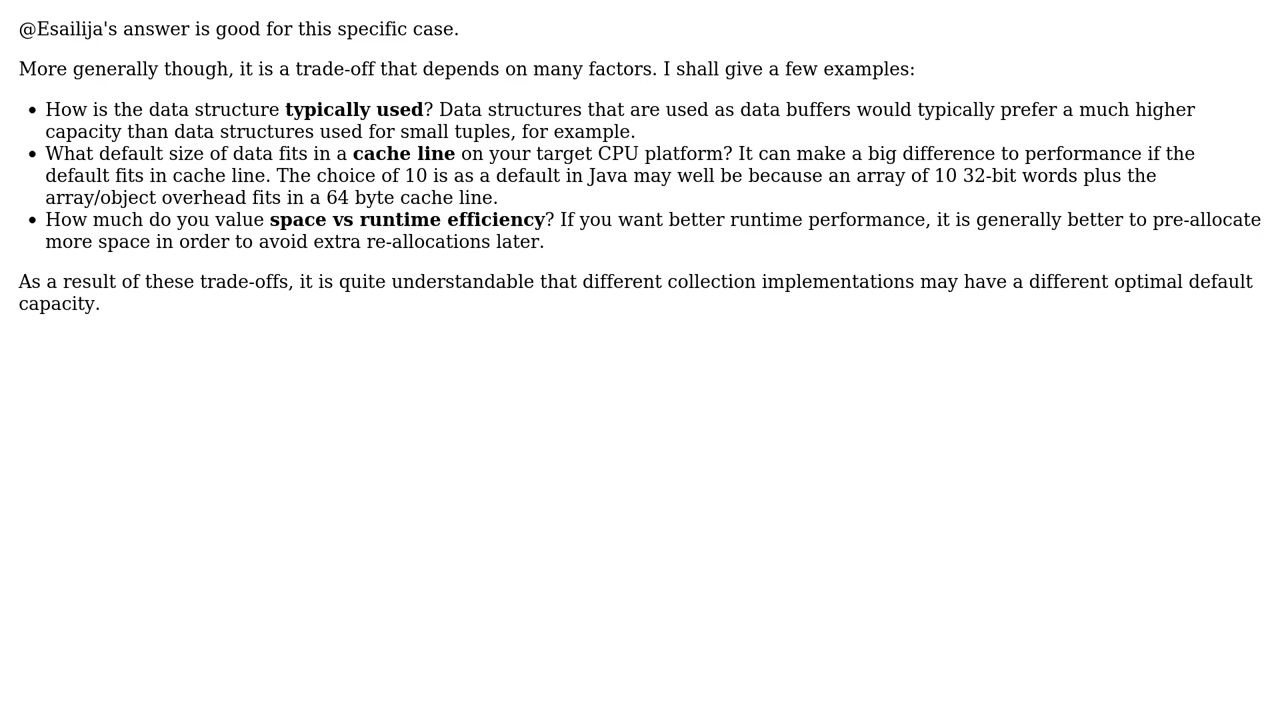 @Esailija's answer is good for this specific case.
More generally though, it is a trade-off that depends on many factors. I shall give a few examples:
• How is the data structure typically used? Data structures that are used as data buffers would typically prefer a much higher
capacity than data structures used for small tuples, for example.
• What default size of data fits in a cache line on your target CPU platform? It can make a big difference to performance if the
default fits in cache line. The choice of 10 is as a default in Java may well be because an array of 10 32-bit words plus the
array/object overhead fits in a 64 byte cache line.
• How much do you value space vs runtime efficiency? If you want better runtime performance, it is generally better to pre-allocate
more space in order to avoid extra re-allocations later.
As a result of these trade-offs, it is quite understandable that different collection implementations may have a different optimal default
capacity.